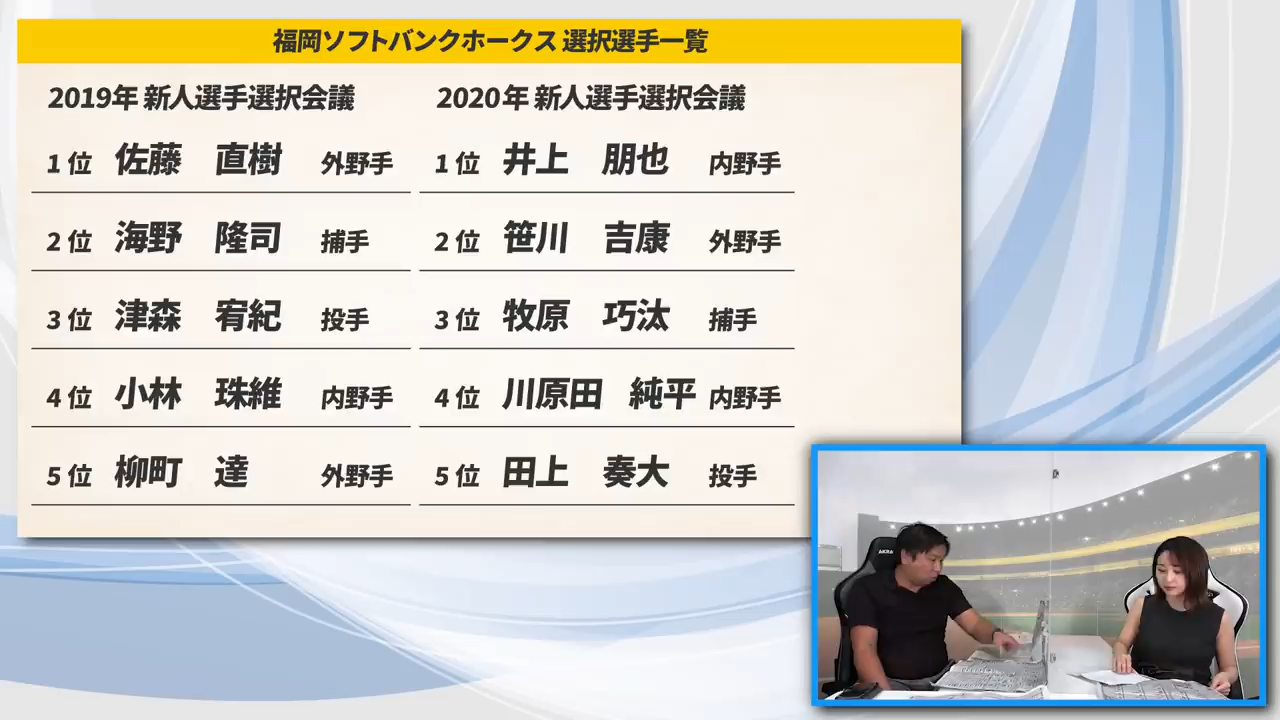 福岡ソフトバンクホークス 選択選手一覧
2019年 新人選手選択会議
1位 佐藤 直樹 外野手
2位 海野 隆司 捕手
3位 津森 宥紀 投手
4位 小林 珠維 内野手
5位 柳町 達 外野手
2020年 新人選手選択会議
1位 井上 朋也 内野手
2位 笹川 吉康 外野手
3位 牧原 巧汰 捕手
4位 川原田 純平 内野手
5位 田上 奏大 投手